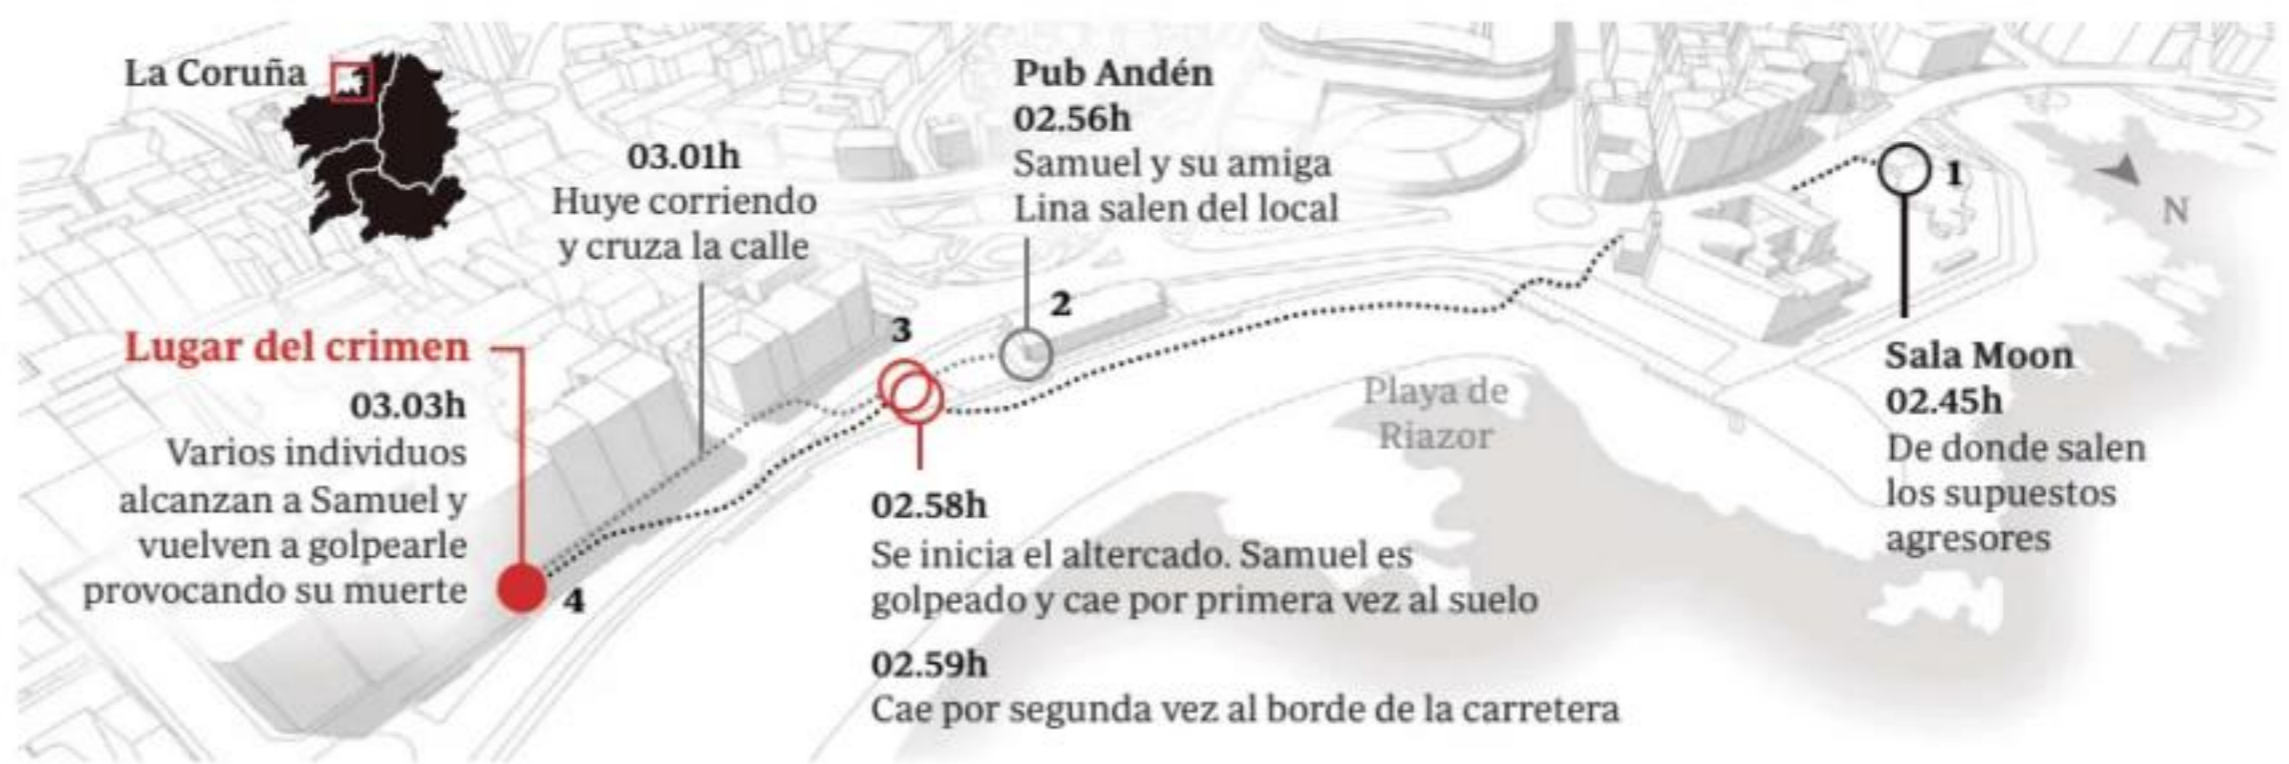 La Coruña
Pub Andén
02.56h
Samuel y su amiga
Lina salen del local
03.01h
Huye corriendo
y cruza la calle
1
N
2
3
Lugar del crimen
03.03h
Varios individuos
alcanzan a Samuel y
vuelven a golpearle
provocando su muerte
4
Playa de
Riazor
Sala Moon
02.45h
De donde salen
los supuestos
agresores
02.58h
Se inicia el altercado. Samuel es
golpeado y cae por primera vez al suelo
02.59h
Cae por segunda vez al borde de la carretera